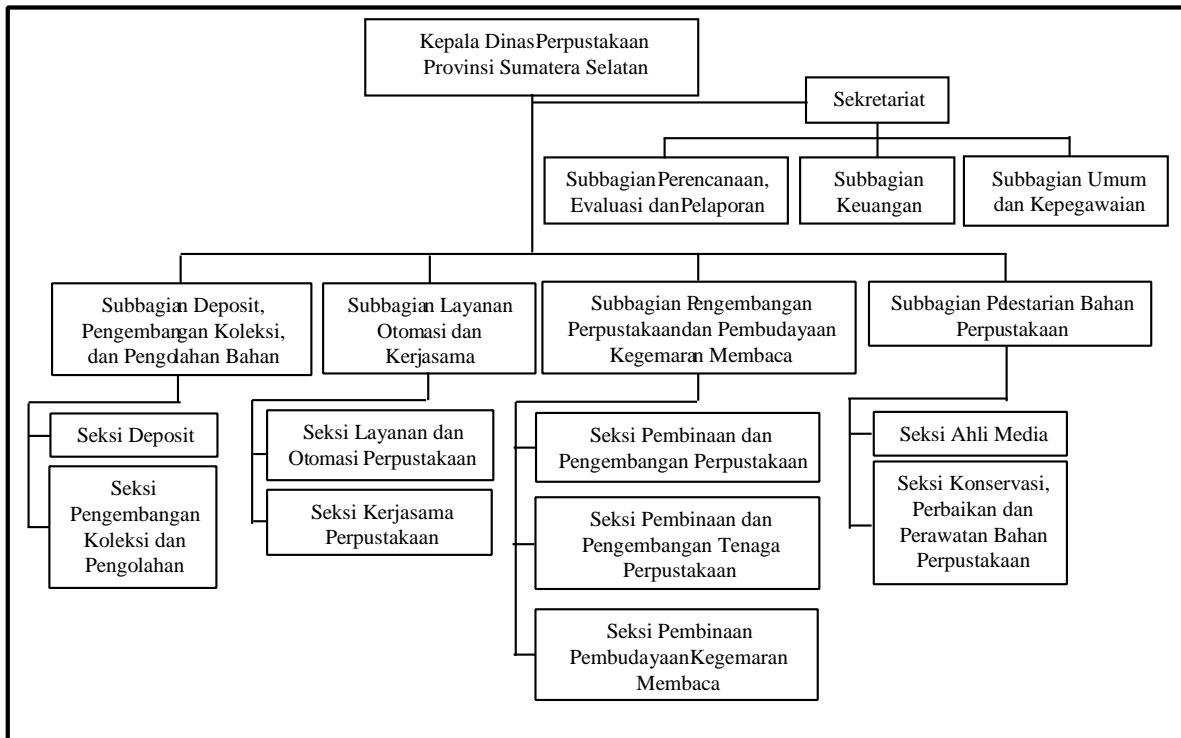 Kepala Dinas Perpustakaan
Provinsi Sumatera Selatan
Sekretariat
Subbagian Perencanaan,
Evaluasi dan Pelaporan
Subbagian
Keuangan
Subbagian Umum
dan Kepegawaian
Subbagian Deposit,
Pengembangan Koleksi,
dan Pengolahan Bahan
Subbagian Layanan
Otomasi dan
Kerjasama
Subbagian Pengembangan
Perpustakaan dan Pembudayaan
Kegemaran Membaca
Subbagian Pelestarian Bahan
Perpustakaan
Seksi Deposit
Seksi
Pengembangan
Koleksi dan
Pengolahan
Seksi Layanan dan
Otomasi Perpustakaan
Seksi Kerjasama
Perpustakaan
Seksi Pembinaan dan
Pengembangan Perpustakaan
Seksi Pembinaan dan
Pengembangan Tenaga
Perpustakaan
Seksi Pembinaan
Pembudayaan Kegemaran
Membaca
Seksi Ahli Media
Seksi Konservasi,
Perbaikan dan
Perawatan Bahan
Perpustakaan